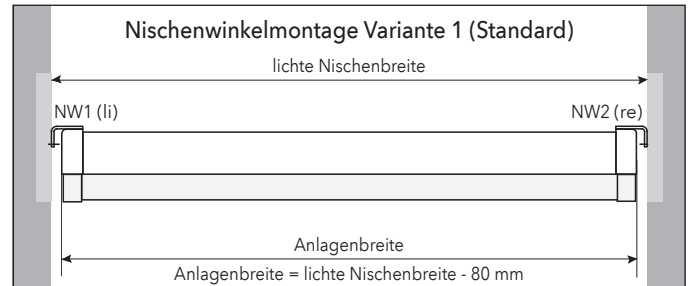 Nischenwinkelmontage Variante 1 (Standard)
lichte Nischenbreite
NW1 (li)
NW2 (re)
Anlagenbreite
Anlagenbreite = lichte Nischenbreite - 80 mm